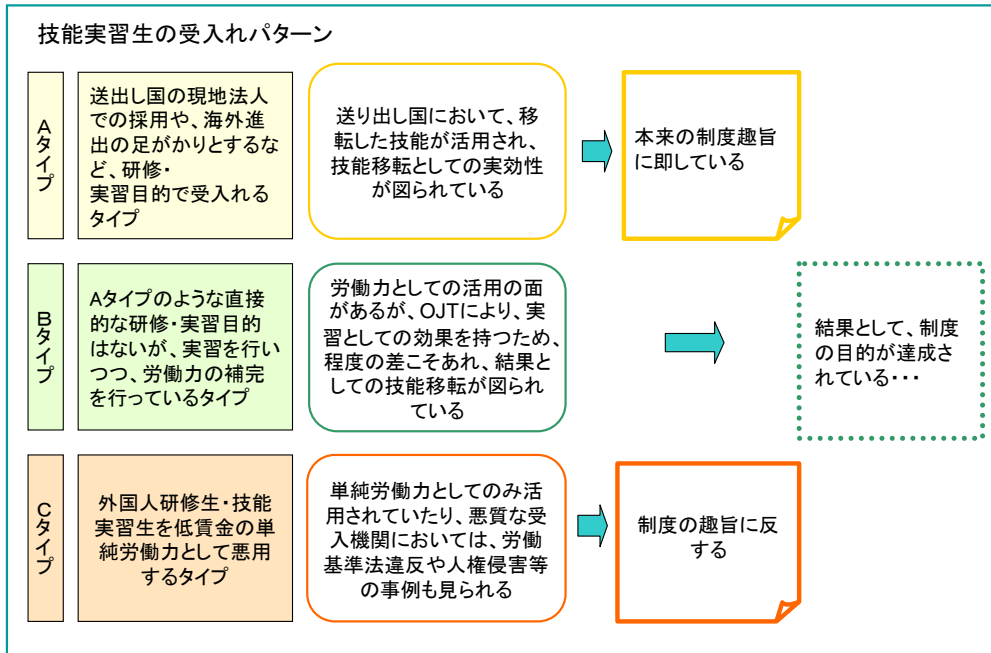 技能実習生の受入れパターン
Aタイプ
送出し国の現地法人
での採用や、海外進
出の足がかりとするな
ど、研修・
実習目的で受入れる
タイプ
送り出し国において、移
転した技能が活用され、
技能移転としての実効性
が図られている
本来の制度趣旨
に即している
Bタイプ
Aタイプのような直接
的な研修・実習目的
はないが、実習を行い
つつ、労働力の補完
を行っているタイプ
労働力としての活用の面
があるが、OJTにより、実
習としての効果を持つため、
程度の差こそあれ、結果と
しての技能移転が図られ
ている
結果として、制度
の目的が達成さ
れている・・・
Cタイプ
外国人研修生・技能
実習生を低賃金の単
純労働力として悪用
するタイプ
単純労働力としてのみ活
用されていたり、悪質な受
入機関においては、労働
基準法違反や人権侵害等
の事例も見られる
制度の趣旨に反
する